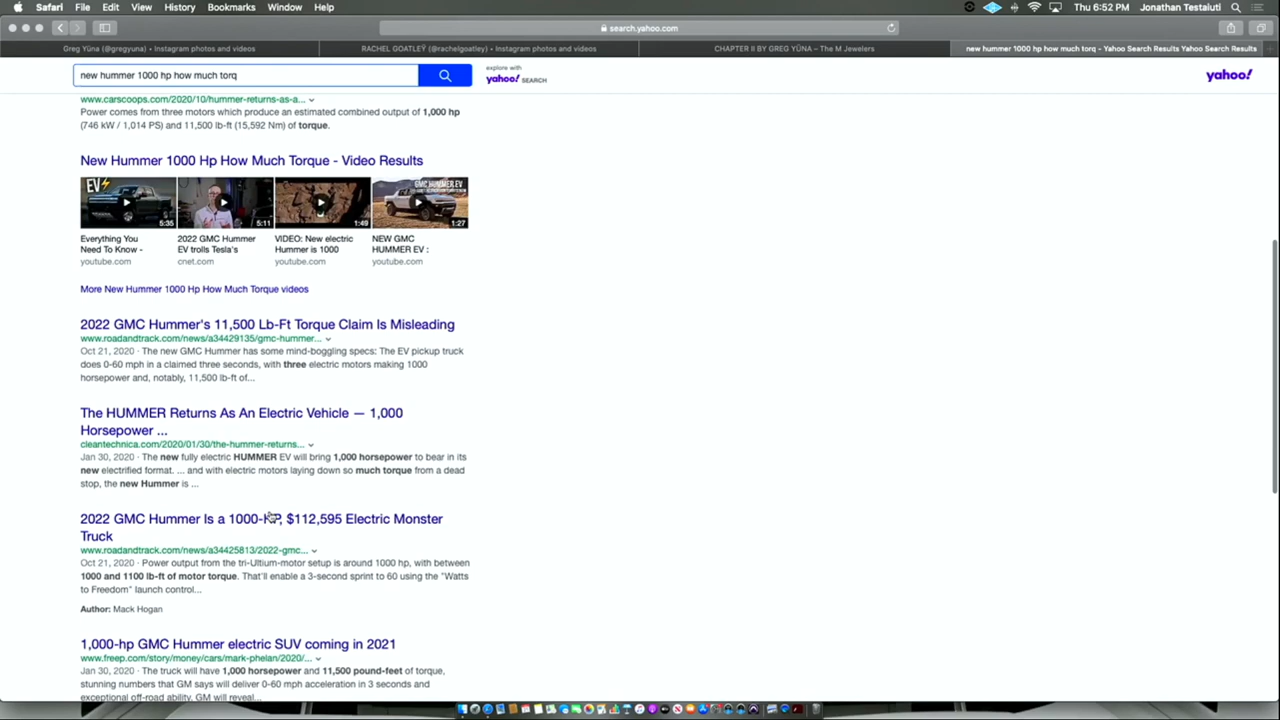 Safari File Edit View History Bookmarks Window Help Thu 6:52 PM Jonathan Testaluti
search.yahoo.com
Greg Yüna (@gregyuna) • Instagram photos and videos
RACHEL GOATLEŸ (@rachelgoatley) • Instagram photos and videos
CHAPTER II BY GREG YÜNA — The M Jewelers
new hummer 1000 hp how much torq - Yahoo Search Results Yahoo Search Results
new hummer 1000 hp how much torq
explore with
yahoo! SEARCH
yahoo!
www.carscoops.com/2020/10/hummer-returns-as-a...
Power comes from three motors which produce an estimated combined output of 1,000 hp
(746 kW / 1,014 PS) and 11,500 lb-ft (15,592 Nm) of torque.
New Hummer 1000 Hp How Much Torque - Video Results
EV
5:35
5:11
1:49
GMC HUMMER EV
1:27
Everything You
Need To Know -
youtube.com
2022 GMC Hummer
EV trolls Tesla's
cnet.com
VIDEO: New electric
Hummer is 1000
youtube.com
NEW GMC
HUMMER EV :
youtube.com
More New Hummer 1000 Hp How Much Torque videos
2022 GMC Hummer's 11,500 Lb-Ft Torque Claim Is Misleading
www.roadandtrack.com/news/a34429135/gmc-hummer...
Oct 21, 2020 · The new GMC Hummer has some mind-boggling specs: The EV pickup truck
does 0-60 mph in a claimed three seconds, with three electric motors making 1000
horsepower and, notably, 11,500 lb-ft of...
The HUMMER Returns As An Electric Vehicle — 1,000
Horsepower ...
cleantechnica.com/2020/01/30/the-hummer-returns...
Jan 30, 2020 · The new fully electric HUMMER EV will bring 1,000 horsepower to bear in its
new electrified format. ... and with electric motors laying down so much torque from a dead
stop, the new Hummer is ...
2022 GMC Hummer Is a 1000-HP, $112,595 Electric Monster
Truck
www.roadandtrack.com/news/a34425813/2022-gmc...
Oct 21, 2020 · Power output from the tri-Ultium-motor setup is around 1000 hp, with between
1000 and 1100 lb-ft of motor torque. That'll enable a 3-second sprint to 60 using the "Watts
to Freedom" launch control...
Author: Mack Hogan
1,000-hp GMC Hummer electric SUV coming in 2021
www.freep.com/story/money/cars/mark-phelan/2020/...
Jan 30, 2020 · The truck will have 1,000 horsepower and 11,500 pound-feet of torque,
stunning numbers that GM says will deliver 0-60 mph acceleration in 3 seconds and
exceptional off-road ability. GM will reveal...